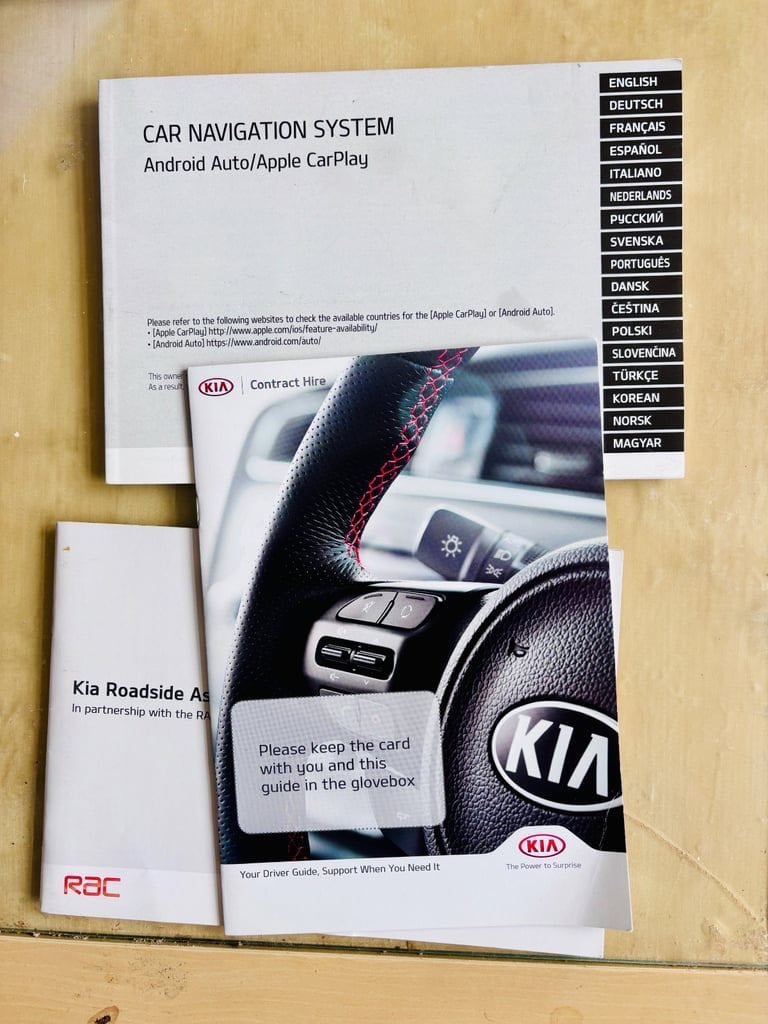 CAR NAVIGATION SYSTEM
Android Auto/Apple CarPlay
ENGLISH
DEUTSCH
FRANÇAIS
ESPAÑOL
ITALIANO
NEDERLANDS
РУССКИЙ
SVENSKA
PORTUGUÊS
DANSK
ČEŠTINA
POLSKI
SLOVENČINA
TÜRKÇE
KOREAN
NORSK
MAGYAR
Please refer to the following websites to check the available countries for the [Apple CarPlay] or [Android Auto].
• [Apple CarPlay] http://www.apple.com/ios/feature-availability/
• [Android Auto] https://www.android.com/auto/
This owne
As a result,
KIA | Contract Hire
KIA
Please keep the card
with you and this
guide in the glovebox
KIA
The Power to Surprise
Your Driver Guide, Support When You Need It
Kia Roadside As
In partnership with the RA
RAC